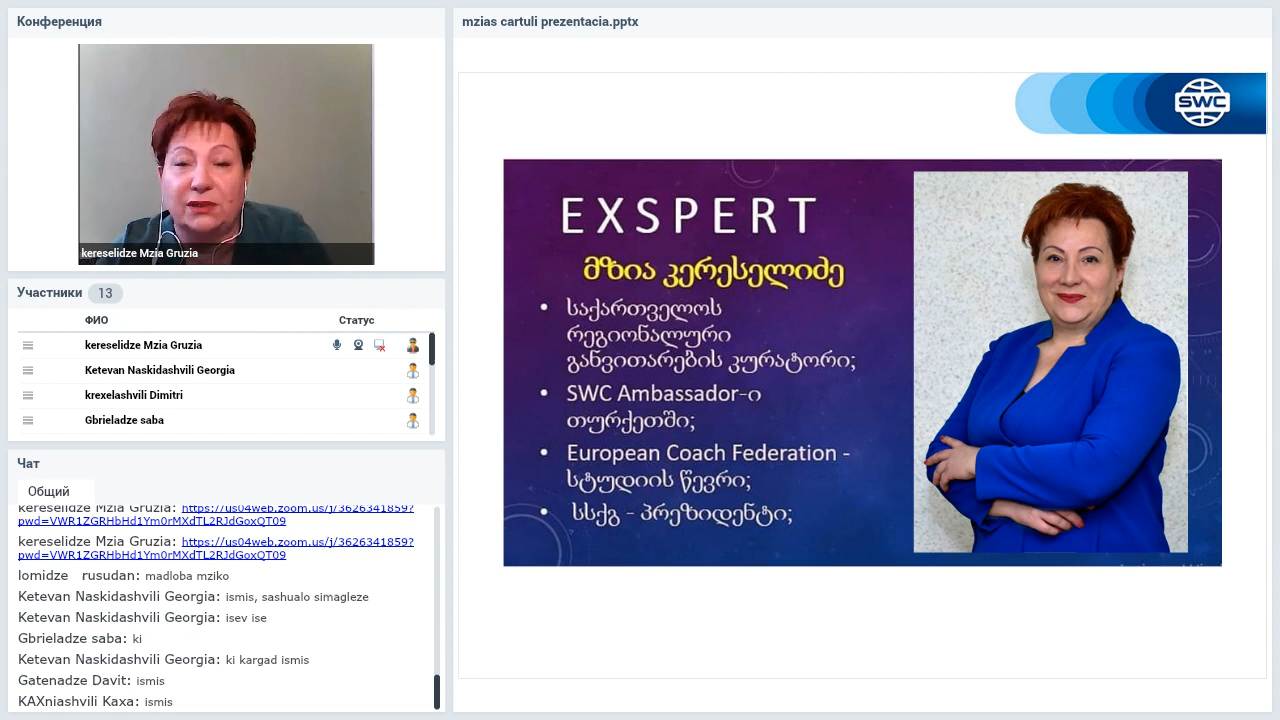 Конференция
kereselidze Mzia Gruzia
Участники 13
ФИО Статус
kereselidze Mzia Gruzia
Ketevan Naskidashvili Georgia
krexelashvili Dimitri
Gbrieladze saba
Чат
Общий
kereselidze Mzia Gruzia: https://us04web.zoom.us/j/3626341859?
pwd=VWR1ZGRHbHd1Ym0rMXdTL2RJdGoxQT09
kereselidze Mzia Gruzia: https://us04web.zoom.us/j/3626341859?
pwd=VWR1ZGRHbHd1Ym0rMXdTL2RJdGoxQT09
lomidze rusudan: madloba mziko
Ketevan Naskidashvili Georgia: ismis, sashualo simagleze
Ketevan Naskidashvili Georgia: isev ise
Gbrieladze saba: ki
Ketevan Naskidashvili Georgia: ki kargad ismis
Gatenadze Davit: ismis
KAXniashvili Kaxa: ismis
mzias cartuli prezentacia.pptx
SWC
EXSPERT
მზია კერესელიძე
• საქართველოს
რეგიონალური
განვითარების კურატორი;
• SWC Ambassador-ი
თურქეთში;
• European Coach Federation -
სტუდიის წევრი;
• სსქგ - პრეზიდენტი;